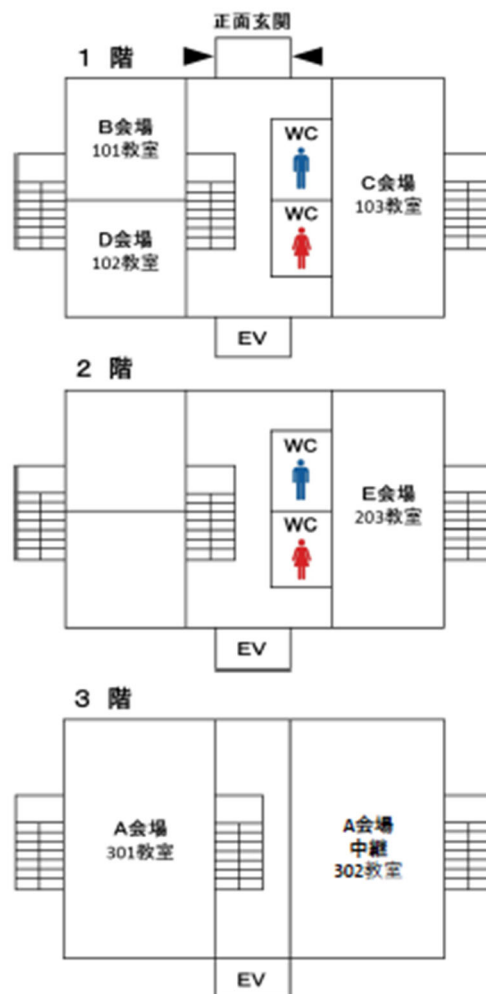 正面玄関
1 階
B会場
101教室
WC
C会場
103教室
WC
D会場
102教室
EV
2 階
WC
E会場
203教室
WC
EV
3 階
A会場
301教室
A会場
中継
302教室
EV